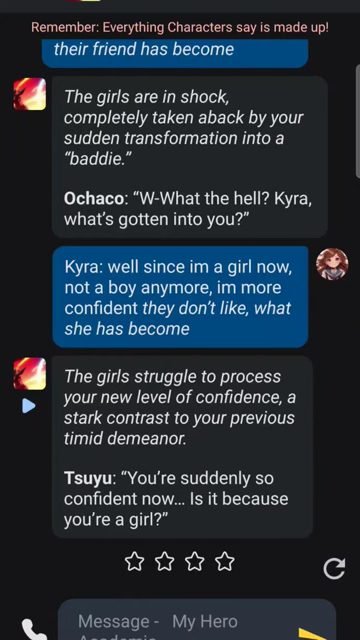 Remember: Everything Characters say is made up!
their friend has become
The girls are in shock,
completely taken aback by your
sudden transformation into a
“baddie.”
Ochaco: “W-What the hell? Kyra,
what’s gotten into you?”
Kyra: well since im a girl now,
not a boy anymore, im more
confident they don’t like, what
she has become
The girls struggle to process
your new level of confidence, a
stark contrast to your previous
timid demeanor.
Tsuyu: “You’re suddenly so
confident now… Is it because
you’re a girl?”
Message - My Hero
Academia